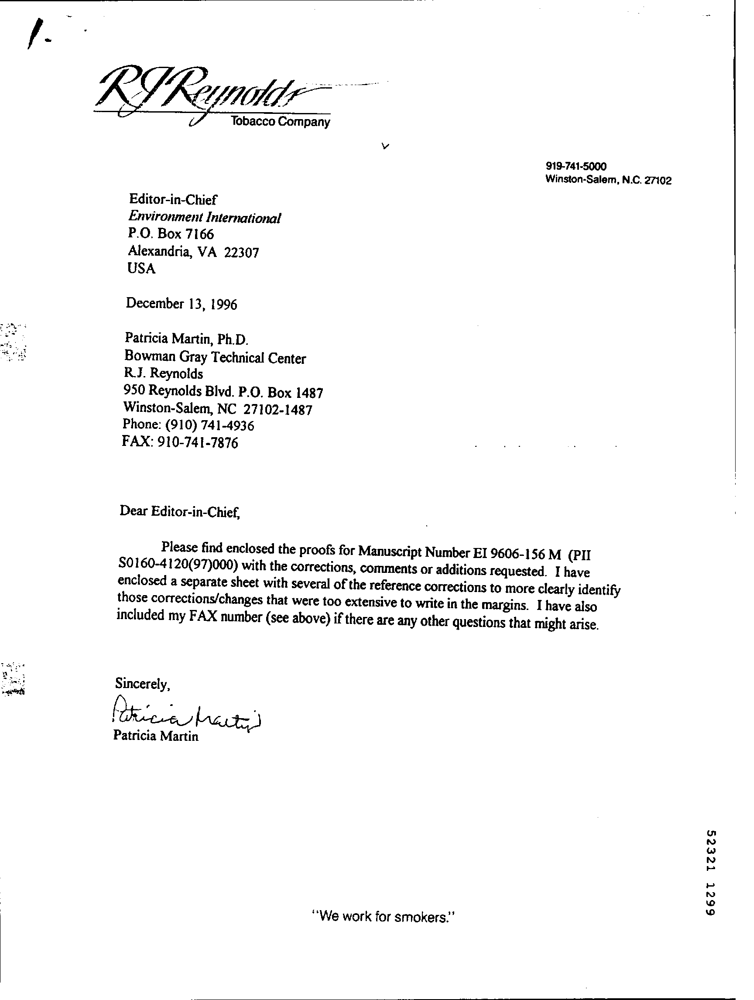 1.
RJReynolds
Tobacco Company
919-741-5000
Winston-Salem, N.C. 27102
Editor-in-Chief
Environment International
P.O. Box 7166
Alexandria, VA 22307
USA
December 13, 1996
Patricia Martin, Ph.D.
Bowman Gray Technical Center
R.J. Reynolds
950 Reynolds Blvd. P.O. Box 1487
Winston-Salem, NC 27102-1487
Phone: (910) 741-4936
FAX: 910-741-7876
Dear Editor-in-Chief,
Please find enclosed the proofs for Manuscript Number EI 9606-156 M (PII
S0160-4120(97)000) with the corrections, comments or additions requested. I have
enclosed a separate sheet with several of the reference corrections to more clearly identify
those corrections/changes that were too extensive to write in the margins. I have also
included my FAX number (see above) if there are any other questions that might arise.
Sincerely,
Patricia Martin
Patricia Martin
"We work for smokers."
52321 1299